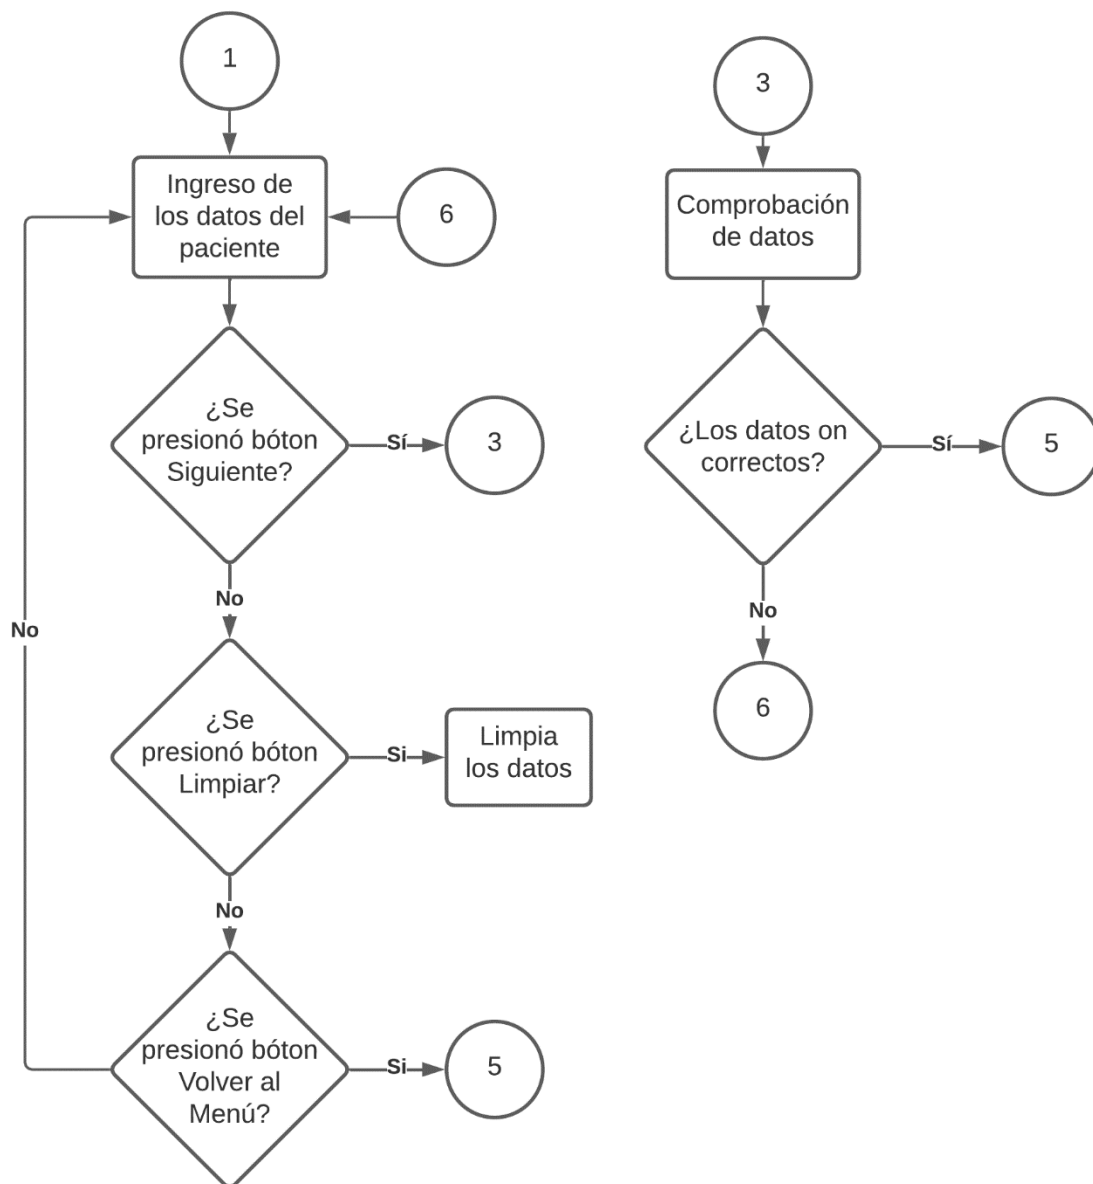 1
Ingreso de
los datos del
paciente
6
¿Se
presionó bóton
Siguiente?
Sí
3
No
No
¿Se
presionó bóton
Limpiar?
Si
Limpia
los datos
No
¿Se
presionó bóton
Volver al
Menú?
Si
5
3
Comprobación
de datos
¿Los datos on
correctos?
Sí
5
No
6